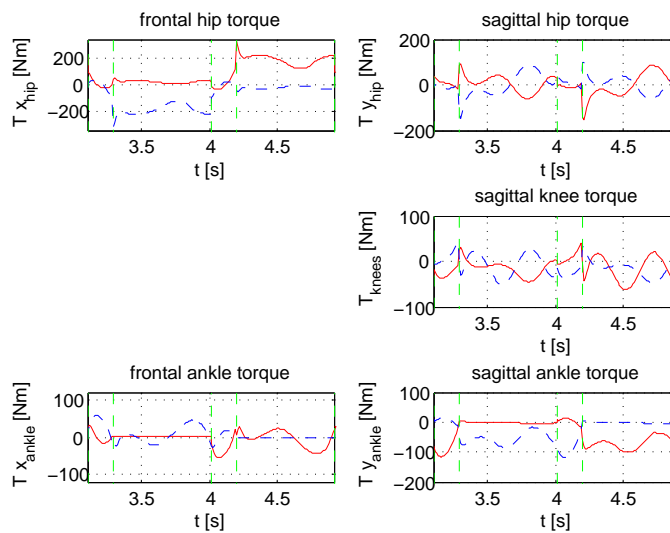 frontal hip torque
T x_hip [Nm]
200
0
−200
3.5
4
4.5
t [s]
sagittal hip torque
T y_hip [Nm]
200
100
0
−200
3.5
4
4.5
t [s]
sagittal knee torque
T_knees [Nm]
100
0
−100
3.5
4
4.5
t [s]
frontal ankle torque
T x_ankle [Nm]
100
0
−100
3.5
4
4.5
t [s]
sagittal ankle torque
T y_ankle [Nm]
100
0
−100
−200
3.5
4
4.5
t [s]